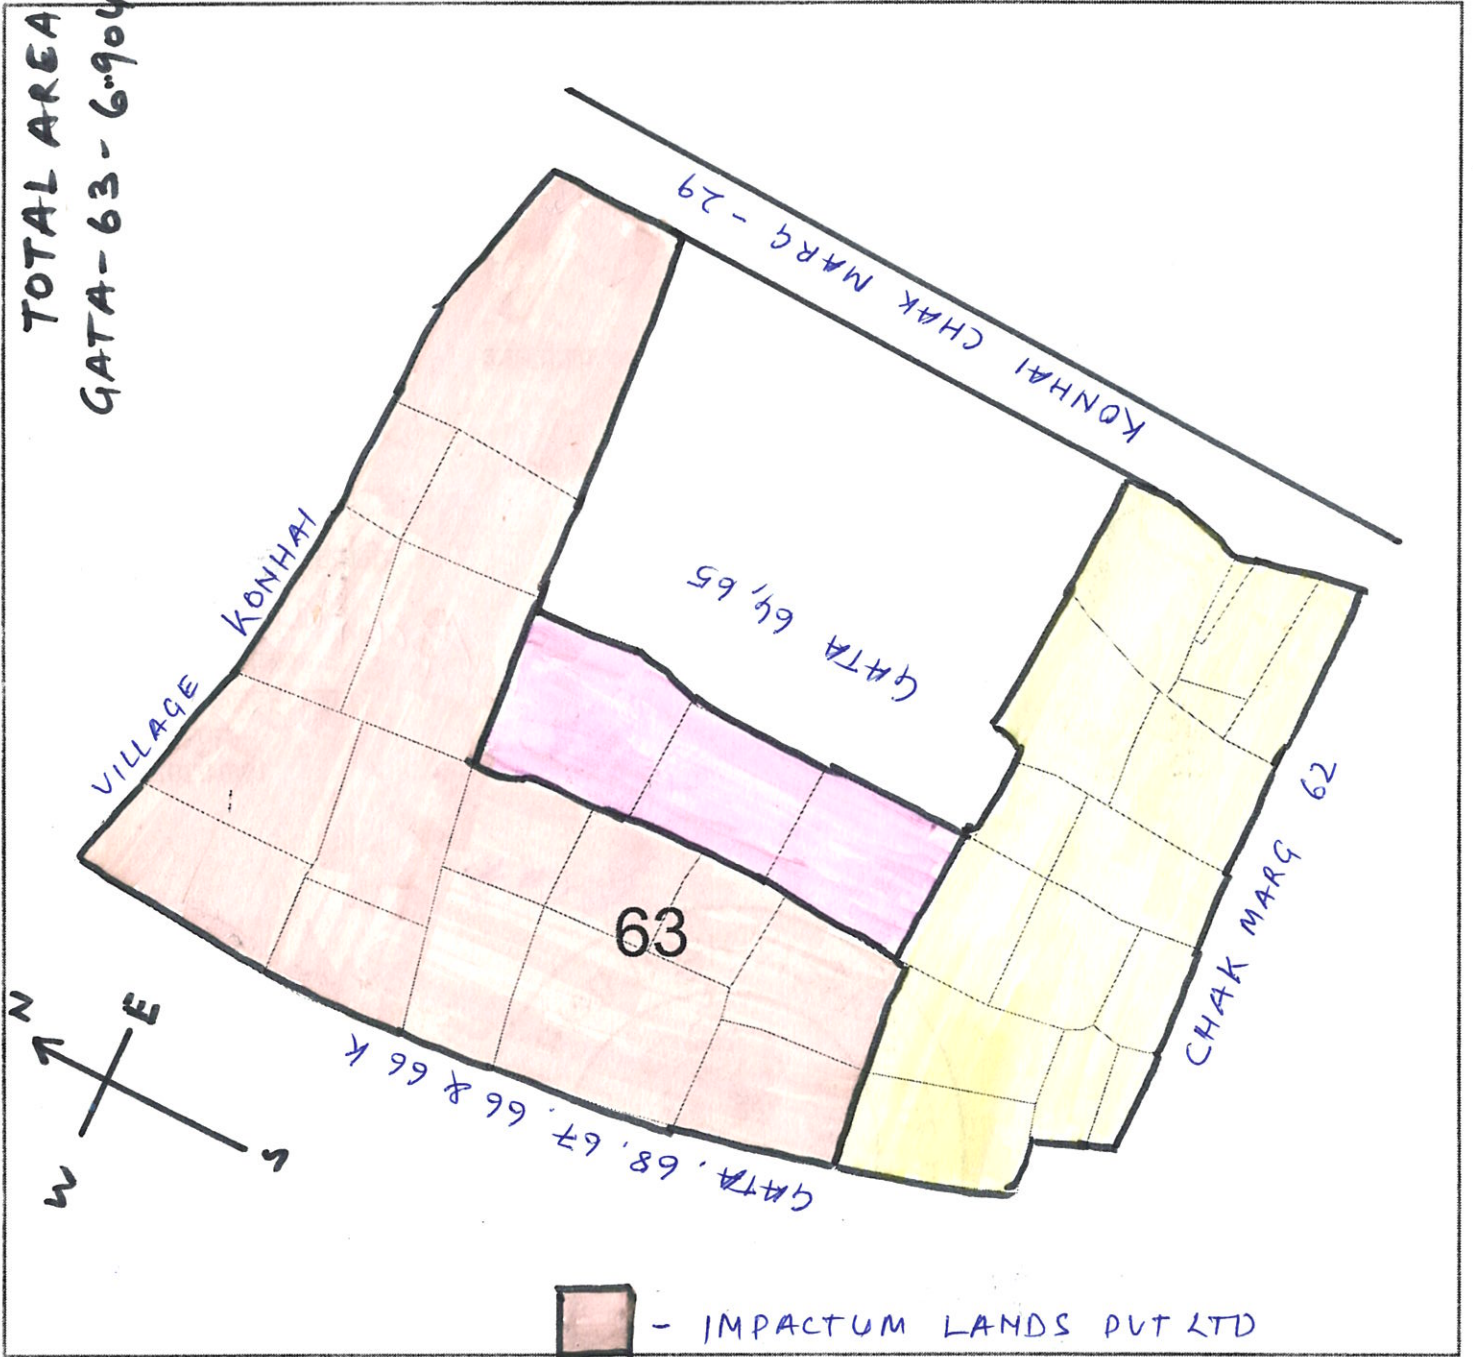 TOTAL AREA
GATA-63-6.904
KONHAI CHAK MARG-29
VILLAGE KONHAI
GATA 64,65
63
CHAK MARG 62
GATA. 68, 67, 66 & 66 K
N
E
S
W
- IMPACTUM LANDS PVT LTD